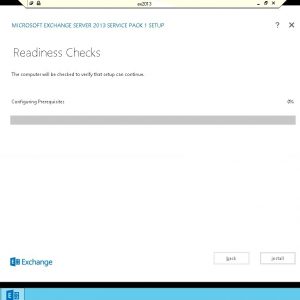 ex2013
MICROSOFT EXCHANGE SERVER 2013 SERVICE PACK 1 SETUP
?
Readiness Checks
The computer will be checked to verify that setup can continue.
Configuring Prerequisites 0%
Exchange
back install